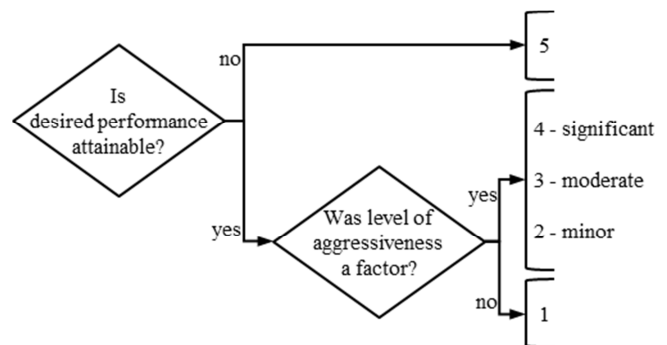 no
5
Is
desired performance
attainable?
4 - significant
3 - moderate
yes
2 - minor
yes
Was level of
aggressiveness
a factor?
no
1